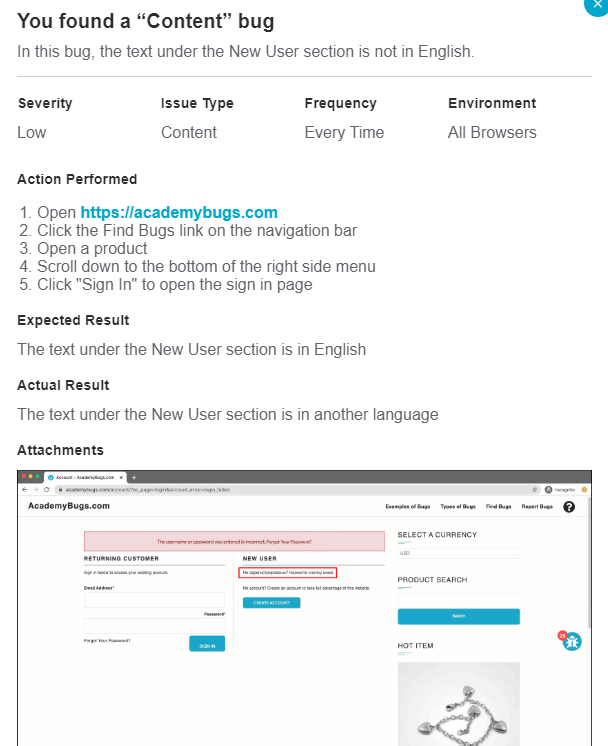 You found a “Content” bug
In this bug, the text under the New User section is not in English.
Severity Issue Type Frequency Environment
Low Content Every Time All Browsers
Action Performed
1. Open https://academybugs.com
2. Click the Find Bugs link on the navigation bar
3. Open a product
4. Scroll down to the bottom of the right side menu
5. Click "Sign In" to open the sign in page
Expected Result
The text under the New User section is in English
Actual Result
The text under the New User section is in another language
Attachments
Account – AcademyBugs.com
academybugs.com/account/?ec_page=login&account_error=login_failed
Incognito
AcademyBugs.com
Examples of Bugs Types of Bugs Find Bugs Report Bugs
The username or password you entered is incorrect. Forgot Your Password?
RETURNING CUSTOMER
Sign in below to access your existing account.
Email Address*
Password*
Forgot Your Password?
SIGN IN
NEW USER
No account? Create an account to take full advantage of this website.
CREATE ACCOUNT
SELECT A CURRENCY
USD
PRODUCT SEARCH
Search
25
HOT ITEM